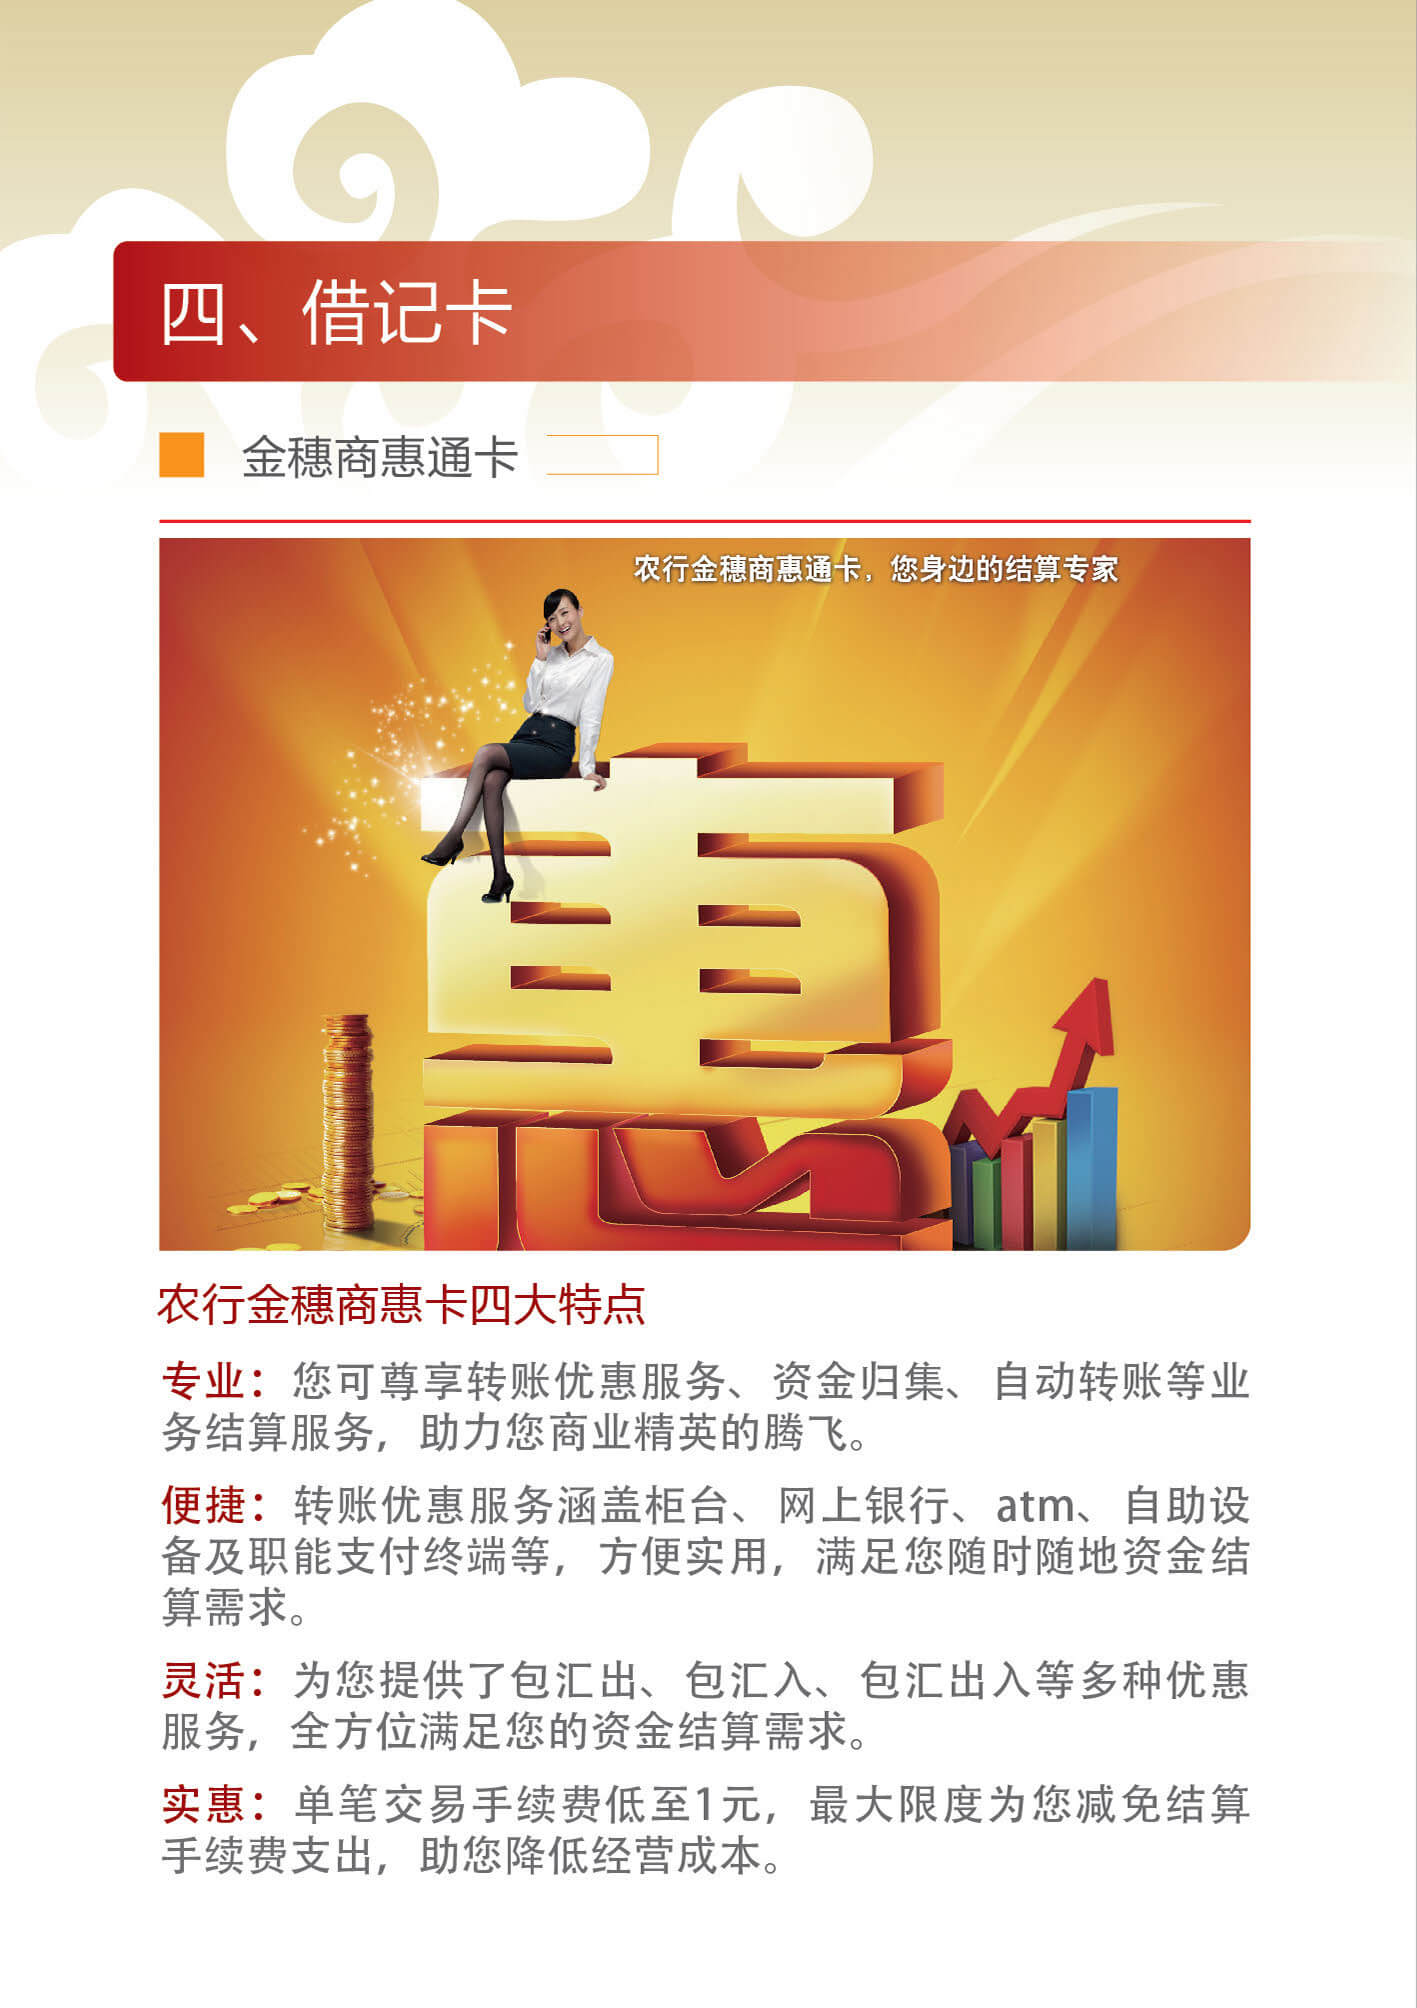 四、借记卡
金穗商惠通卡
农行金穗商惠通卡，您身边的结算专家
惠
农行金穗商惠卡四大特点
专业：您可尊享转账优惠服务、资金归集、自动转账等业
务结算服务，助力您商业精英的腾飞。
便捷：转账优惠服务涵盖柜台、网上银行、atm、自助设
备及职能支付终端等，方便实用，满足您随时随地资金结
算需求。
灵活：为您提供了包汇出、包汇入、包汇出入等多种优惠
服务，全方位满足您的资金结算需求。
实惠：单笔交易手续费低至1元，最大限度为您减免结算
手续费支出，助您降低经营成本。